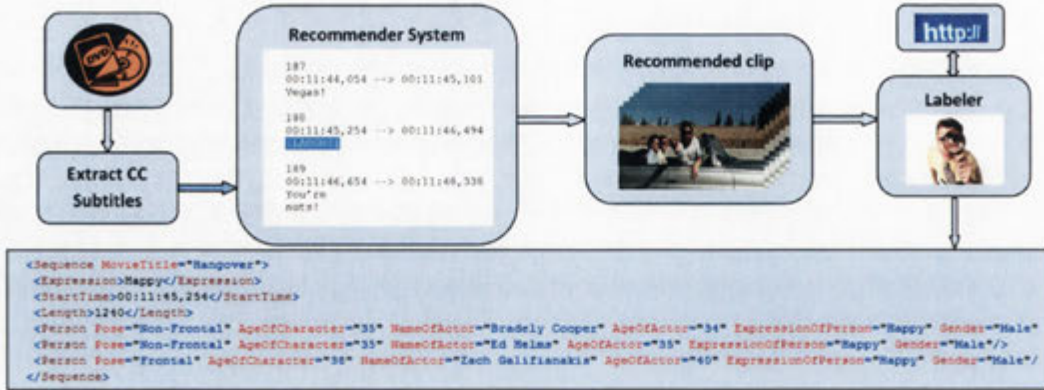 DVD
Extract CC
Subtitles
Recommender System
187
00:11:44,054 --> 00:11:45,101
Vegas!
188
00:11:45,254 --> 00:11:46,494
189
00:11:46,654 --> 00:11:48,338
You're
nuts!
Recommended clip
http://
Labeler
<Sequence MovieTitle="Hangover">
<Expression>Happy</Expression>
<StartTime>00:11:45,254</StartTime>
<Length>1240</Length>
<Person Pose="Non-Frontal" AgeOfCharacter="35" NameOfActor="Bradely Cooper" AgeOfActor="34" ExpressionOfPerson="Happy" Gender="Male"
<Person Pose="Non-Frontal" AgeOfCharacter="35" NameOfActor="Ed Helms" AgeOfActor="35" ExpressionOfPerson="Happy" Gender="Male"/>
<Person Pose="Frontal" AgeOfCharacter="38" NameOfActor="Zach Galifianakis" AgeOfActor="40" ExpressionOfPerson="Happy" Gender="Male"/
</Sequence>